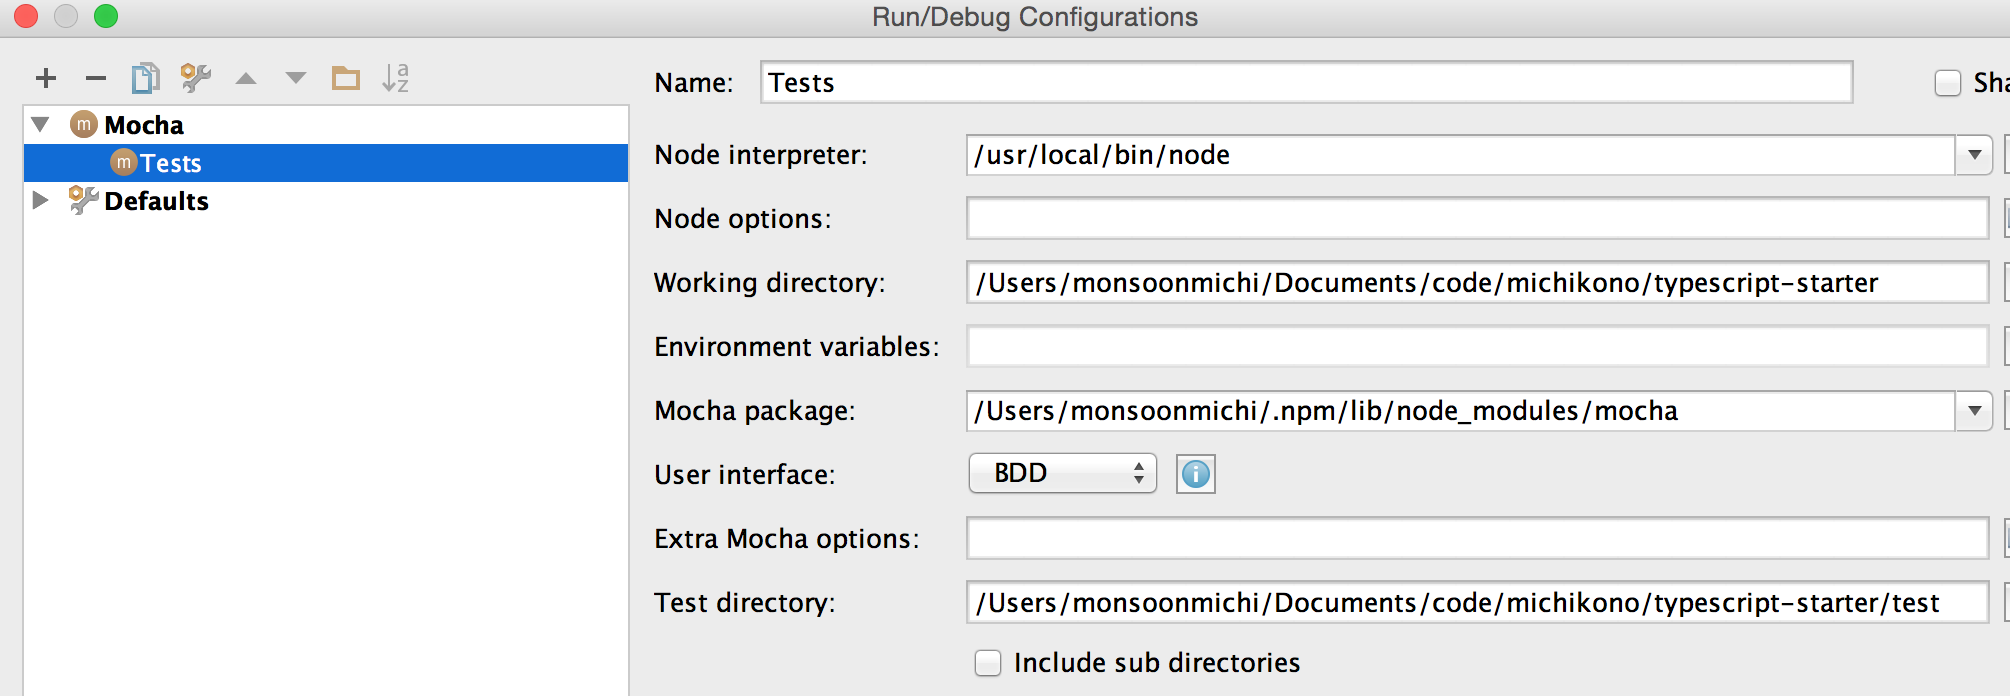 Run/Debug Configurations
Mocha
Tests
Defaults
Name: Tests
Node interpreter: /usr/local/bin/node
Node options:
Working directory: /Users/monsoonmichi/Documents/code/michikono/typescript-starter
Environment variables:
Mocha package: /Users/monsoonmichi/.npm/lib/node_modules/mocha
User interface: BDD
Extra Mocha options:
Test directory: /Users/monsoonmichi/Documents/code/michikono/typescript-starter/test
Include sub directories